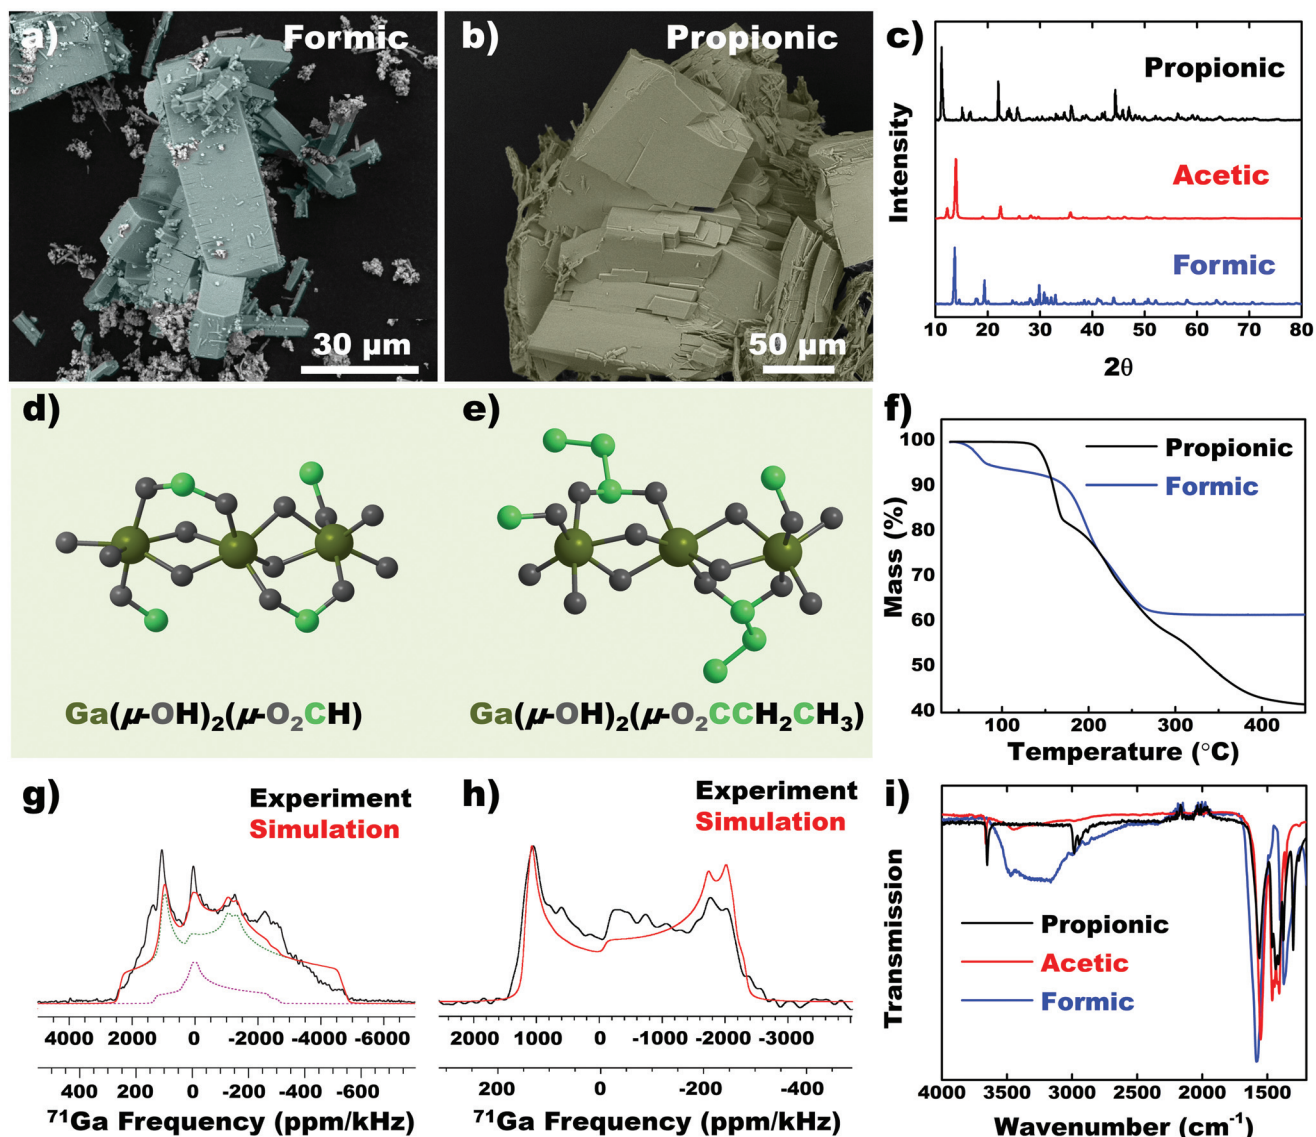 a) Formic
30 µm
b) Propionic
50 µm
c)
Propionic
Acetic
Formic
Intensity
10 20 30 40 50 60 70 80
2θ
d)
Ga(µ-OH)₂(µ-O₂CH)
e)
Ga(µ-OH)₂(µ-O₂CCH₂CH₃)
f)
Propionic
Formic
Mass (%)
100
90
80
70
60
50
40
100 200 300 400
Temperature (°C)
g)
Experiment
Simulation
4000 2000 0 -2000 -4000 -6000
400 200 0 -200 -400 -600
⁷¹Ga Frequency (ppm/kHz)
h)
Experiment
Simulation
2000 1000 0 -1000 -2000 -3000
200 0 -200 -400
⁷¹Ga Frequency (ppm/kHz)
i)
Transmission
Propionic
Acetic
Formic
4000 3500 3000 2500 2000 1500
Wavenumber (cm⁻¹)